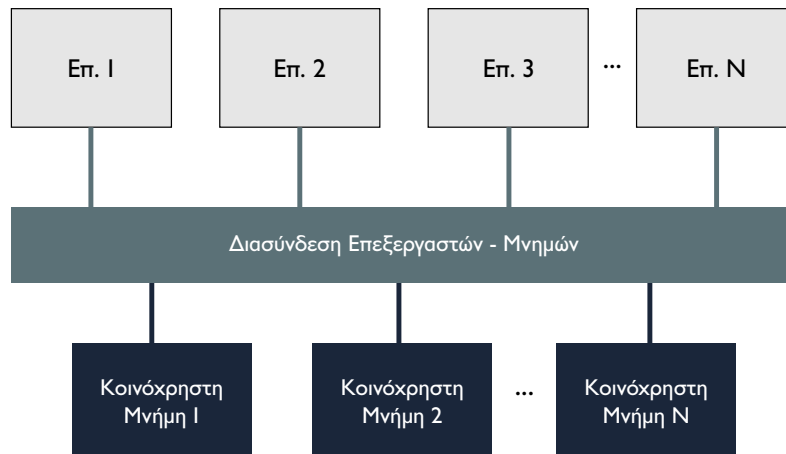 Επ. 1
Επ. 2
Επ. 3
...
Επ. Ν
Διασύνδεση Επεξεργαστών - Μνημών
Κοινόχρηστη
Μνήμη 1
Κοινόχρηστη
Μνήμη 2
...
Κοινόχρηστη
Μνήμη Ν